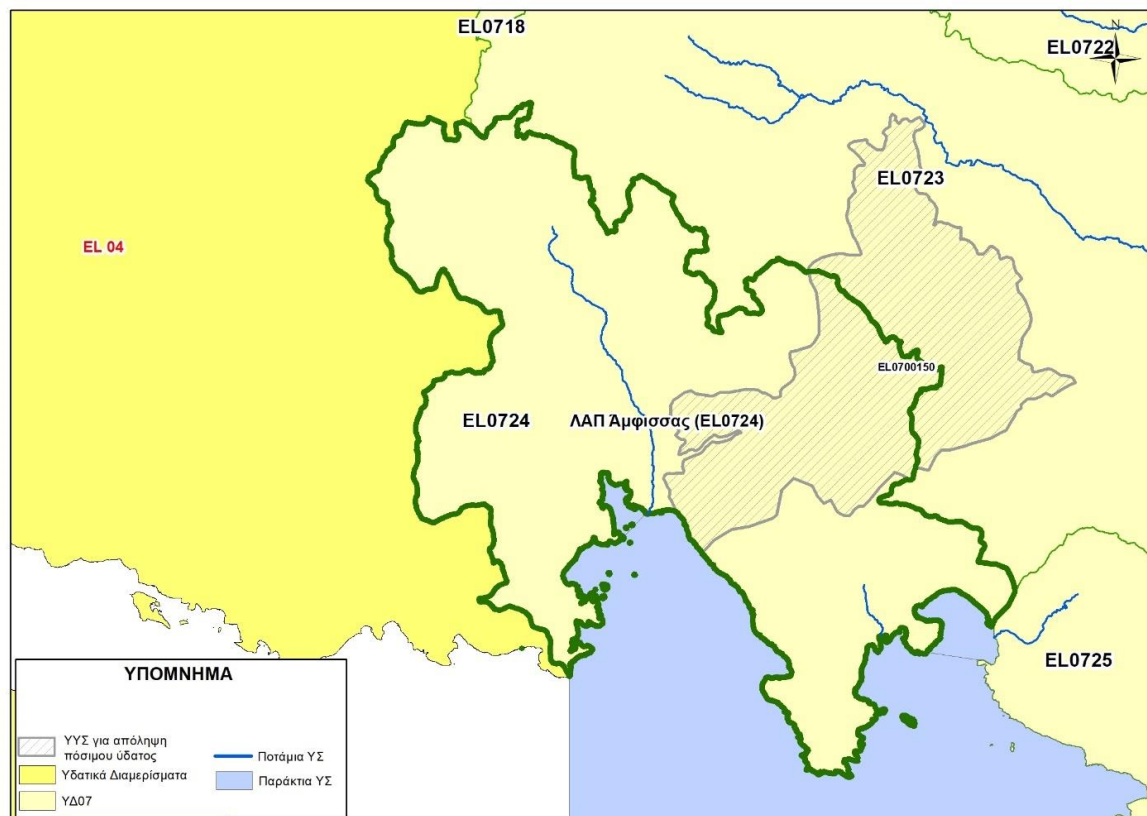 EL0718
N
EL0722
EL0723
EL 04
EL0700150
EL0724
ΛΑΠ Άμφισσας (EL0724)
EL0725
ΥΠΟΜΝΗΜΑ
ΥΥΣ για απόληψη
πόσιμου ύδατος
Υδατικά Διαμερίσματα
ΥΔ07
Ποτάμια ΥΣ
Παράκτια ΥΣ